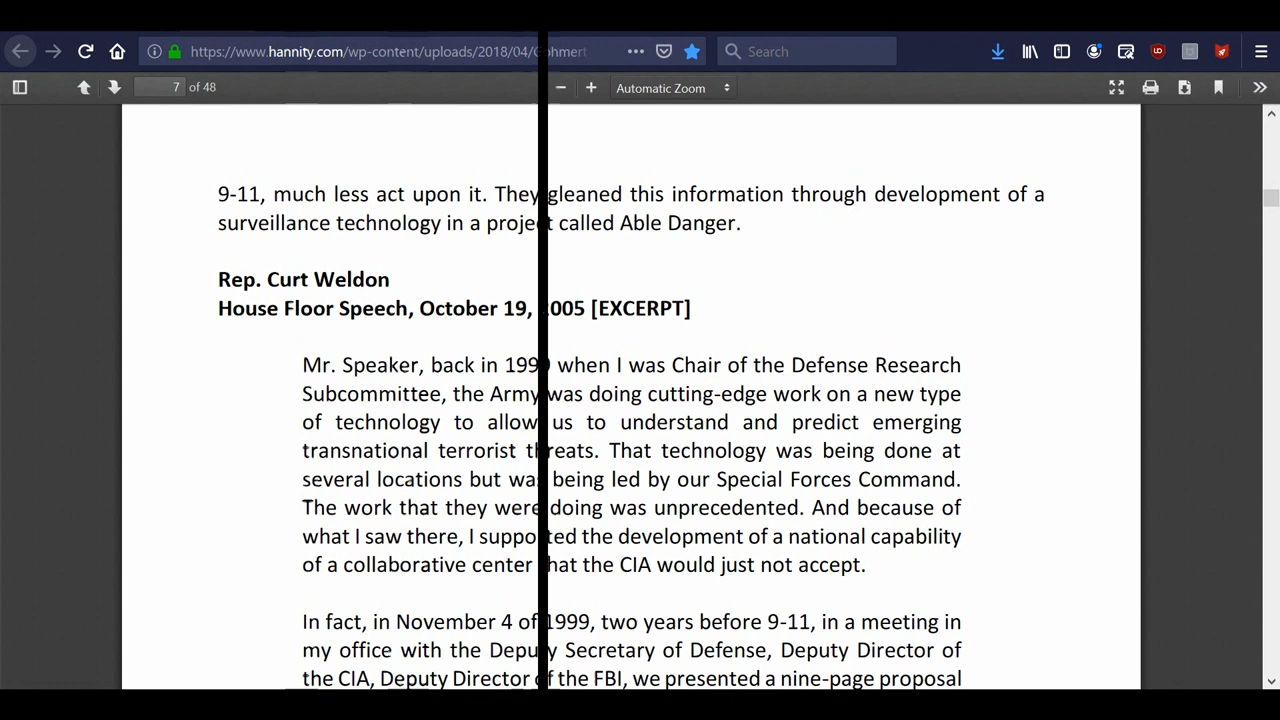 https://www.hannity.com/wp-content/uploads/2018/04/Gohmert
Search
7 of 48
Automatic Zoom
9-11, much less act upon it. They gleaned this information through development of a
surveillance technology in a project called Able Danger.
Rep. Curt Weldon
House Floor Speech, October 19, 2005 [EXCERPT]
Mr. Speaker, back in 1999 when I was Chair of the Defense Research
Subcommittee, the Army was doing cutting-edge work on a new type
of technology to allow us to understand and predict emerging
transnational terrorist threats. That technology was being done at
several locations but was being led by our Special Forces Command.
The work that they were doing was unprecedented. And because of
what I saw there, I supported the development of a national capability
of a collaborative center that the CIA would just not accept.
In fact, in November 4 of 1999, two years before 9-11, in a meeting in
my office with the Deputy Secretary of Defense, Deputy Director of
the CIA, Deputy Director of the FBI, we presented a nine-page proposal